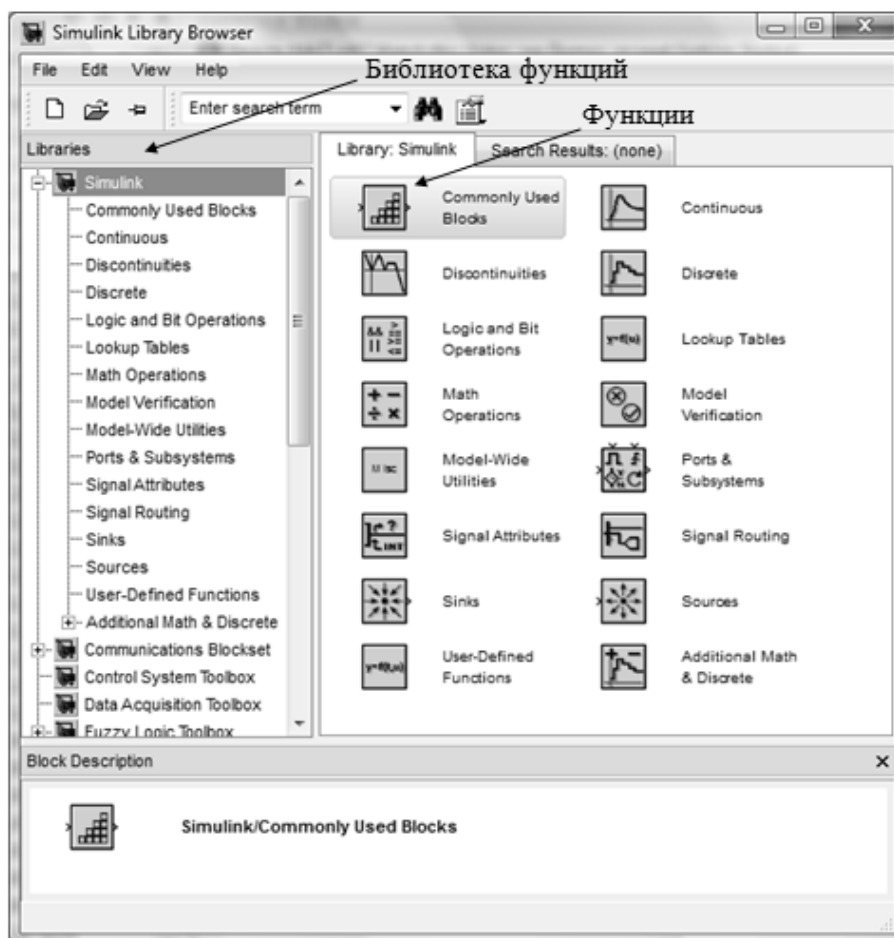 Simulink Library Browser
File Edit View Help
Библиотека функций
Enter search term
Функции
Libraries
Simulink
Commonly Used Blocks
Continuous
Discontinuities
Discrete
Logic and Bit Operations
Lookup Tables
Math Operations
Model Verification
Model-Wide Utilities
Ports & Subsystems
Signal Attributes
Signal Routing
Sinks
Sources
User-Defined Functions
Additional Math & Discrete
Communications Blockset
Control System Toolbox
Data Acquisition Toolbox
Fuzzy Logic Toolbox
Library: Simulink
Search Results: (none)
Commonly Used
Blocks
Continuous
Discontinuities
Discrete
Logic and Bit
Operations
y=f(u)
Lookup Tables
Math
Operations
Model
Verification
Model-Wide
Utilities
Ports &
Subsystems
Signal Attributes
Signal Routing
Sinks
Sources
User-Defined
Functions
Additional Math
& Discrete
Block Description
Simulink/Commonly Used Blocks